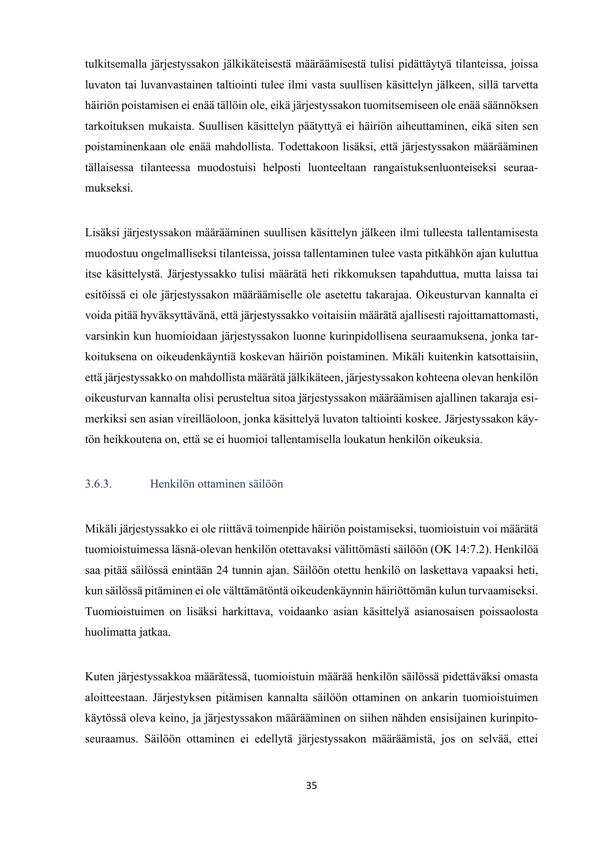 tulkitsemalla järjestyssakon jälkikäteisestä määräämisestä tulisi pidättäytyä tilanteissa, joissa
luvaton tai luvanvastainen taltiointi tulee ilmi vasta suullisen käsittelyn jälkeen, sillä tarvetta
häiriön poistamisen ei enää tällöin ole, eikä järjestyssakon tuomitsemiseen ole enää säännöksen
tarkoituksen mukaista. Suullisen käsittelyn päätyttyä ei häiriön aiheuttaminen, eikä siten sen
poistaminenkaan ole enää mahdollista. Todettakoon lisäksi, että järjestyssakon määrääminen
tällaisessa tilanteessa muodostuisi helposti luonteeltaan rangaistuksenluonteiseksi seuraa-
mukseksi.
Lisäksi järjestyssakon määrääminen suullisen käsittelyn jälkeen ilmi tulleesta tallentamisesta
muodostuu ongelmalliseksi tilanteissa, joissa tallentaminen tulee vasta pitkähkön ajan kuluttua
itse käsittelystä. Järjestyssakko tulisi määrätä heti rikkomuksen tapahduttua, mutta laissa tai
esitöissä ei ole järjestyssakon määräämiselle ole asetettu takarajaa. Oikeusturvan kannalta ei
voida pitää hyväksyttävänä, että järjestyssakko voitaisiin määrätä ajallisesti rajoittamattomasti,
varsinkin kun huomioidaan järjestyssakon luonne kurinpidollisena seuraamuksena, jonka tar-
koituksena on oikeudenkäyntiä koskevan häiriön poistaminen. Mikäli kuitenkin katsottaisiin,
että järjestyssakko on mahdollista määrätä jälkikäteen, järjestyssakon kohteena olevan henkilön
oikeusturvan kannalta olisi perusteltua sitoa järjestyssakon määräämisen ajallinen takaraja esi-
merkiksi sen asian vireilläoloon, jonka käsittelyä luvaton taltiointi koskee. Järjestyssakon käy-
tön heikkoutena on, että se ei huomioi tallentamisella loukatun henkilön oikeuksia.
3.6.3. Henkilön ottaminen säilöön
Mikäli järjestyssakko ei ole riittävä toimenpide häiriön poistamiseksi, tuomioistuin voi määrätä
tuomioistuimessa läsnä-olevan henkilön otettavaksi välittömästi säilöön (OK 14:7.2). Henkilöä
saa pitää säilössä enintään 24 tunnin ajan. Säilöön otettu henkilö on laskettava vapaaksi heti,
kun säilössä pitäminen ei ole välttämätöntä oikeudenkäynnin häiriöttömän kulun turvaamiseksi.
Tuomioistuimen on lisäksi harkittava, voidaanko asian käsittelyä asianosaisen poissaolosta
huolimatta jatkaa.
Kuten järjestyssakkoa määrätessä, tuomioistuin määrää henkilön säilössä pidettäväksi omasta
aloitteestaan. Järjestyksen pitämisen kannalta säilöön ottaminen on ankarin tuomioistuimen
käytössä oleva keino, ja järjestyssakon määrääminen on siihen nähden ensisijainen kurinpito-
seuraamus. Säilöön ottaminen ei edellytä järjestyssakon määräämistä, jos on selvää, ettei
35